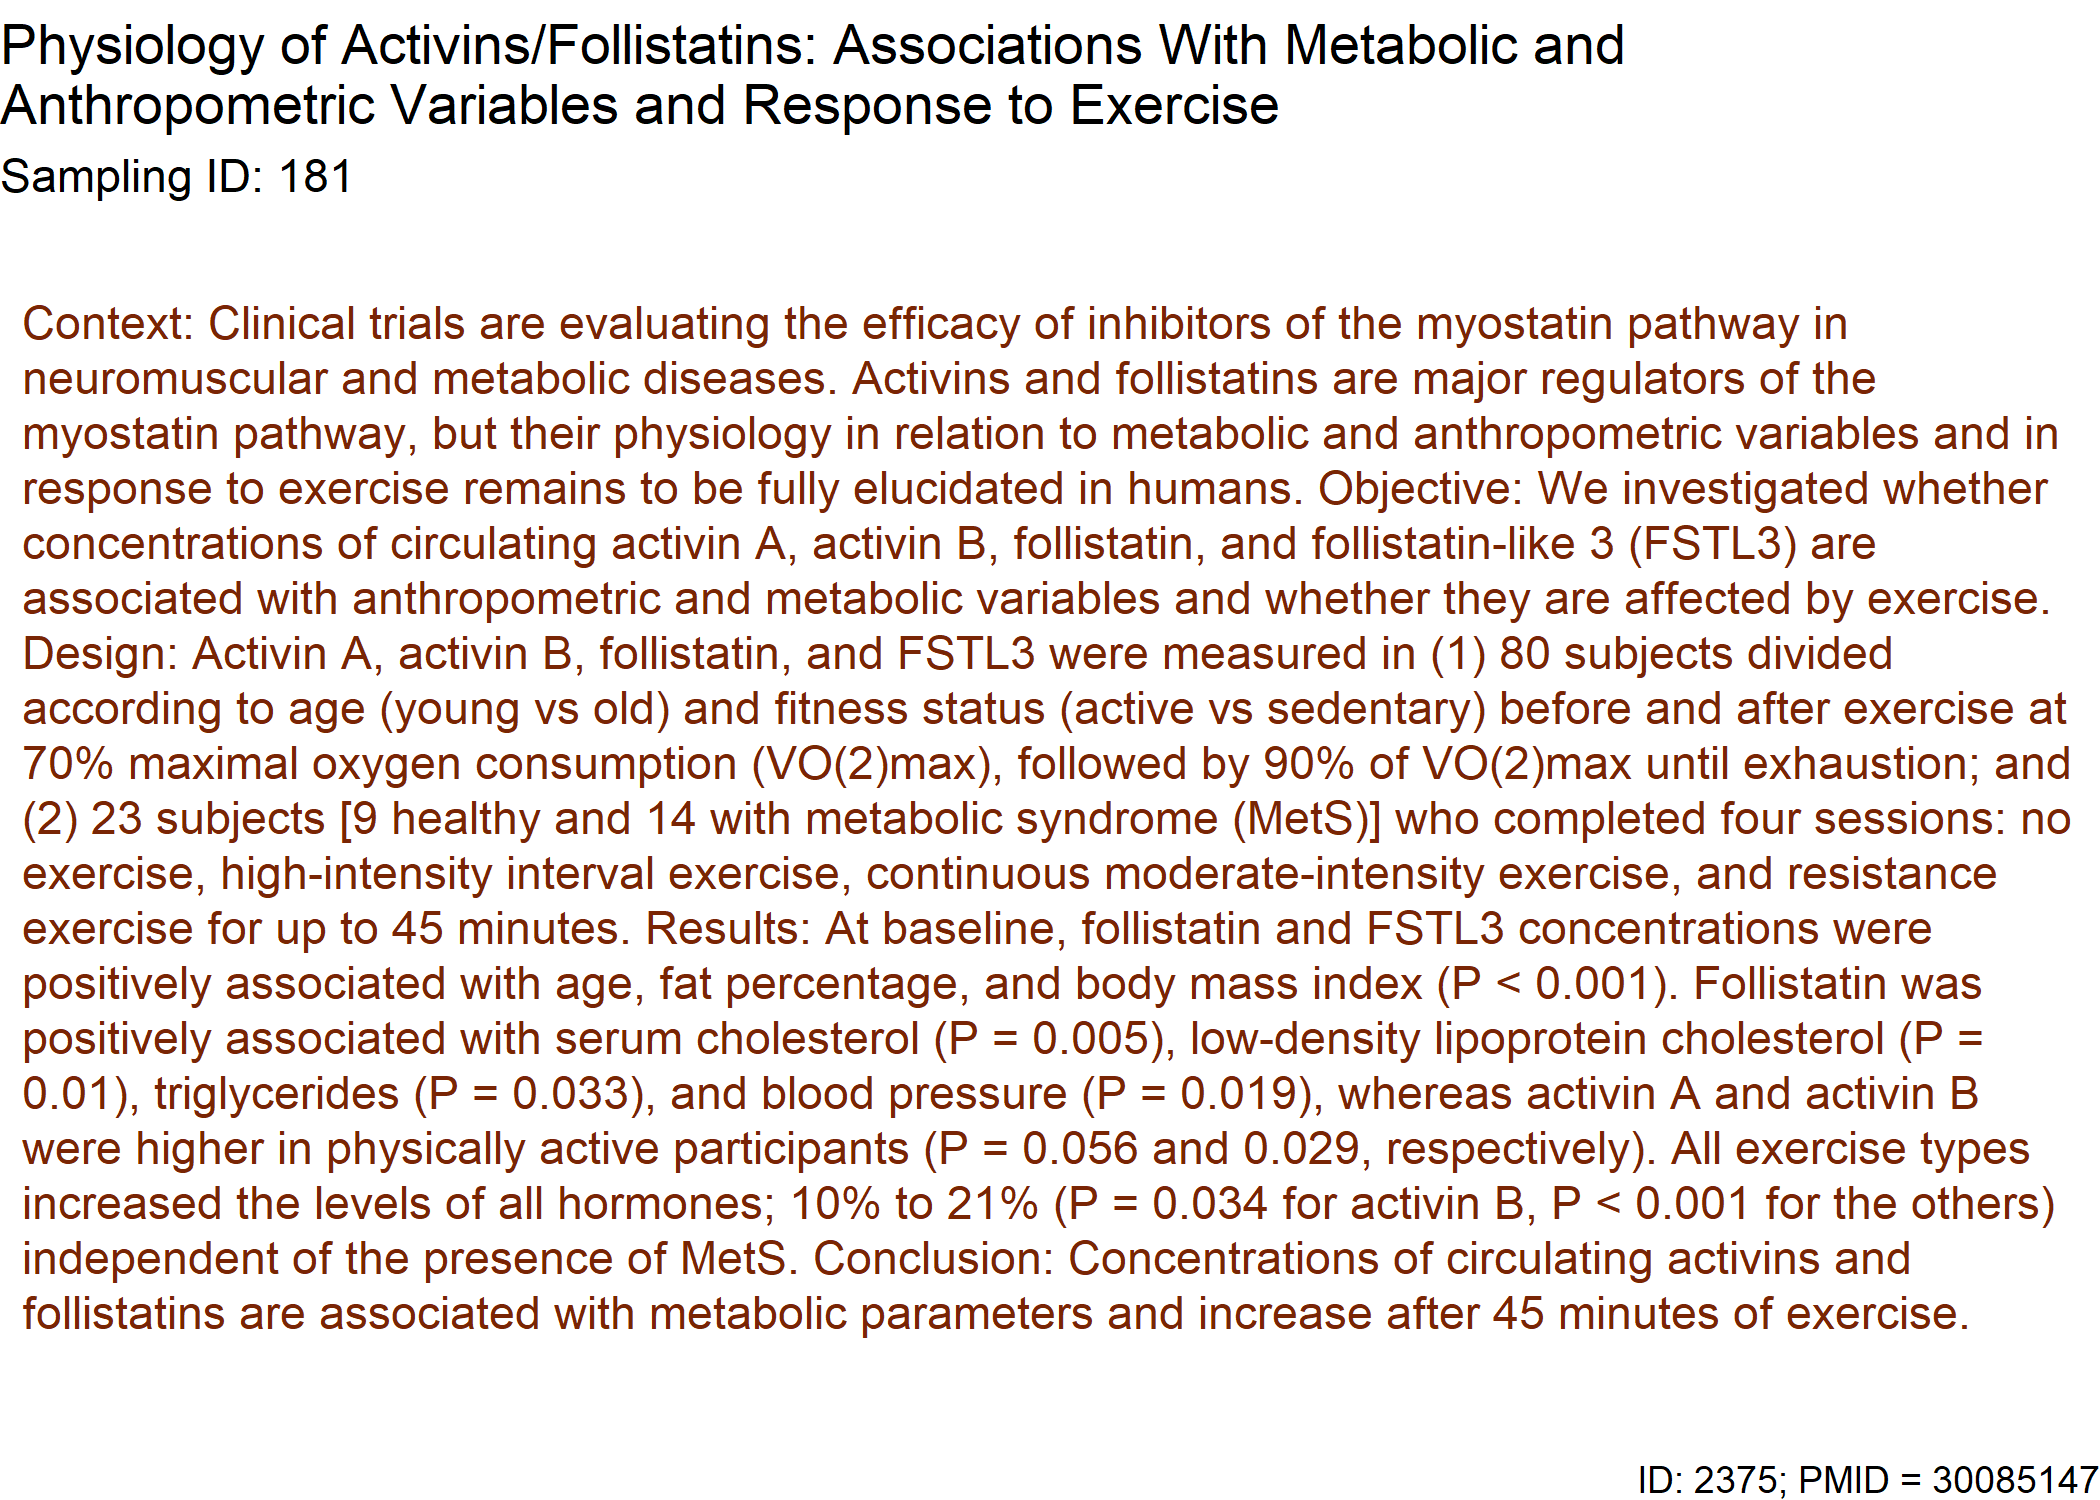 Physiology of Activins/Follistatins: Associations With Metabolic and
Anthropometric Variables and Response to Exercise
Sampling ID: 181
Context: Clinical trials are evaluating the efficacy of inhibitors of the myostatin pathway in
neuromuscular and metabolic diseases. Activins and follistatins are major regulators of the
myostatin pathway, but their physiology in relation to metabolic and anthropometric variables and in
response to exercise remains to be fully elucidated in humans. Objective: We investigated whether
concentrations of circulating activin A, activin B, follistatin, and follistatin-like 3 (FSTL3) are
associated with anthropometric and metabolic variables and whether they are affected by exercise.
Design: Activin A, activin B, follistatin, and FSTL3 were measured in (1) 80 subjects divided
according to age (young vs old) and fitness status (active vs sedentary) before and after exercise at
70% maximal oxygen consumption (VO(2)max), followed by 90% of VO(2)max until exhaustion; and
(2) 23 subjects [9 healthy and 14 with metabolic syndrome (MetS)] who completed four sessions: no
exercise, high-intensity interval exercise, continuous moderate-intensity exercise, and resistance
exercise for up to 45 minutes. Results: At baseline, follistatin and FSTL3 concentrations were
positively associated with age, fat percentage, and body mass index (P < 0.001). Follistatin was
positively associated with serum cholesterol (P = 0.005), low-density lipoprotein cholesterol (P =
0.01), triglycerides (P = 0.033), and blood pressure (P = 0.019), whereas activin A and activin B
were higher in physically active participants (P = 0.056 and 0.029, respectively). All exercise types
increased the levels of all hormones; 10% to 21% (P = 0.034 for activin B, P < 0.001 for the others)
independent of the presence of MetS. Conclusion: Concentrations of circulating activins and
follistatins are associated with metabolic parameters and increase after 45 minutes of exercise.
ID: 2375; PMID = 30085147